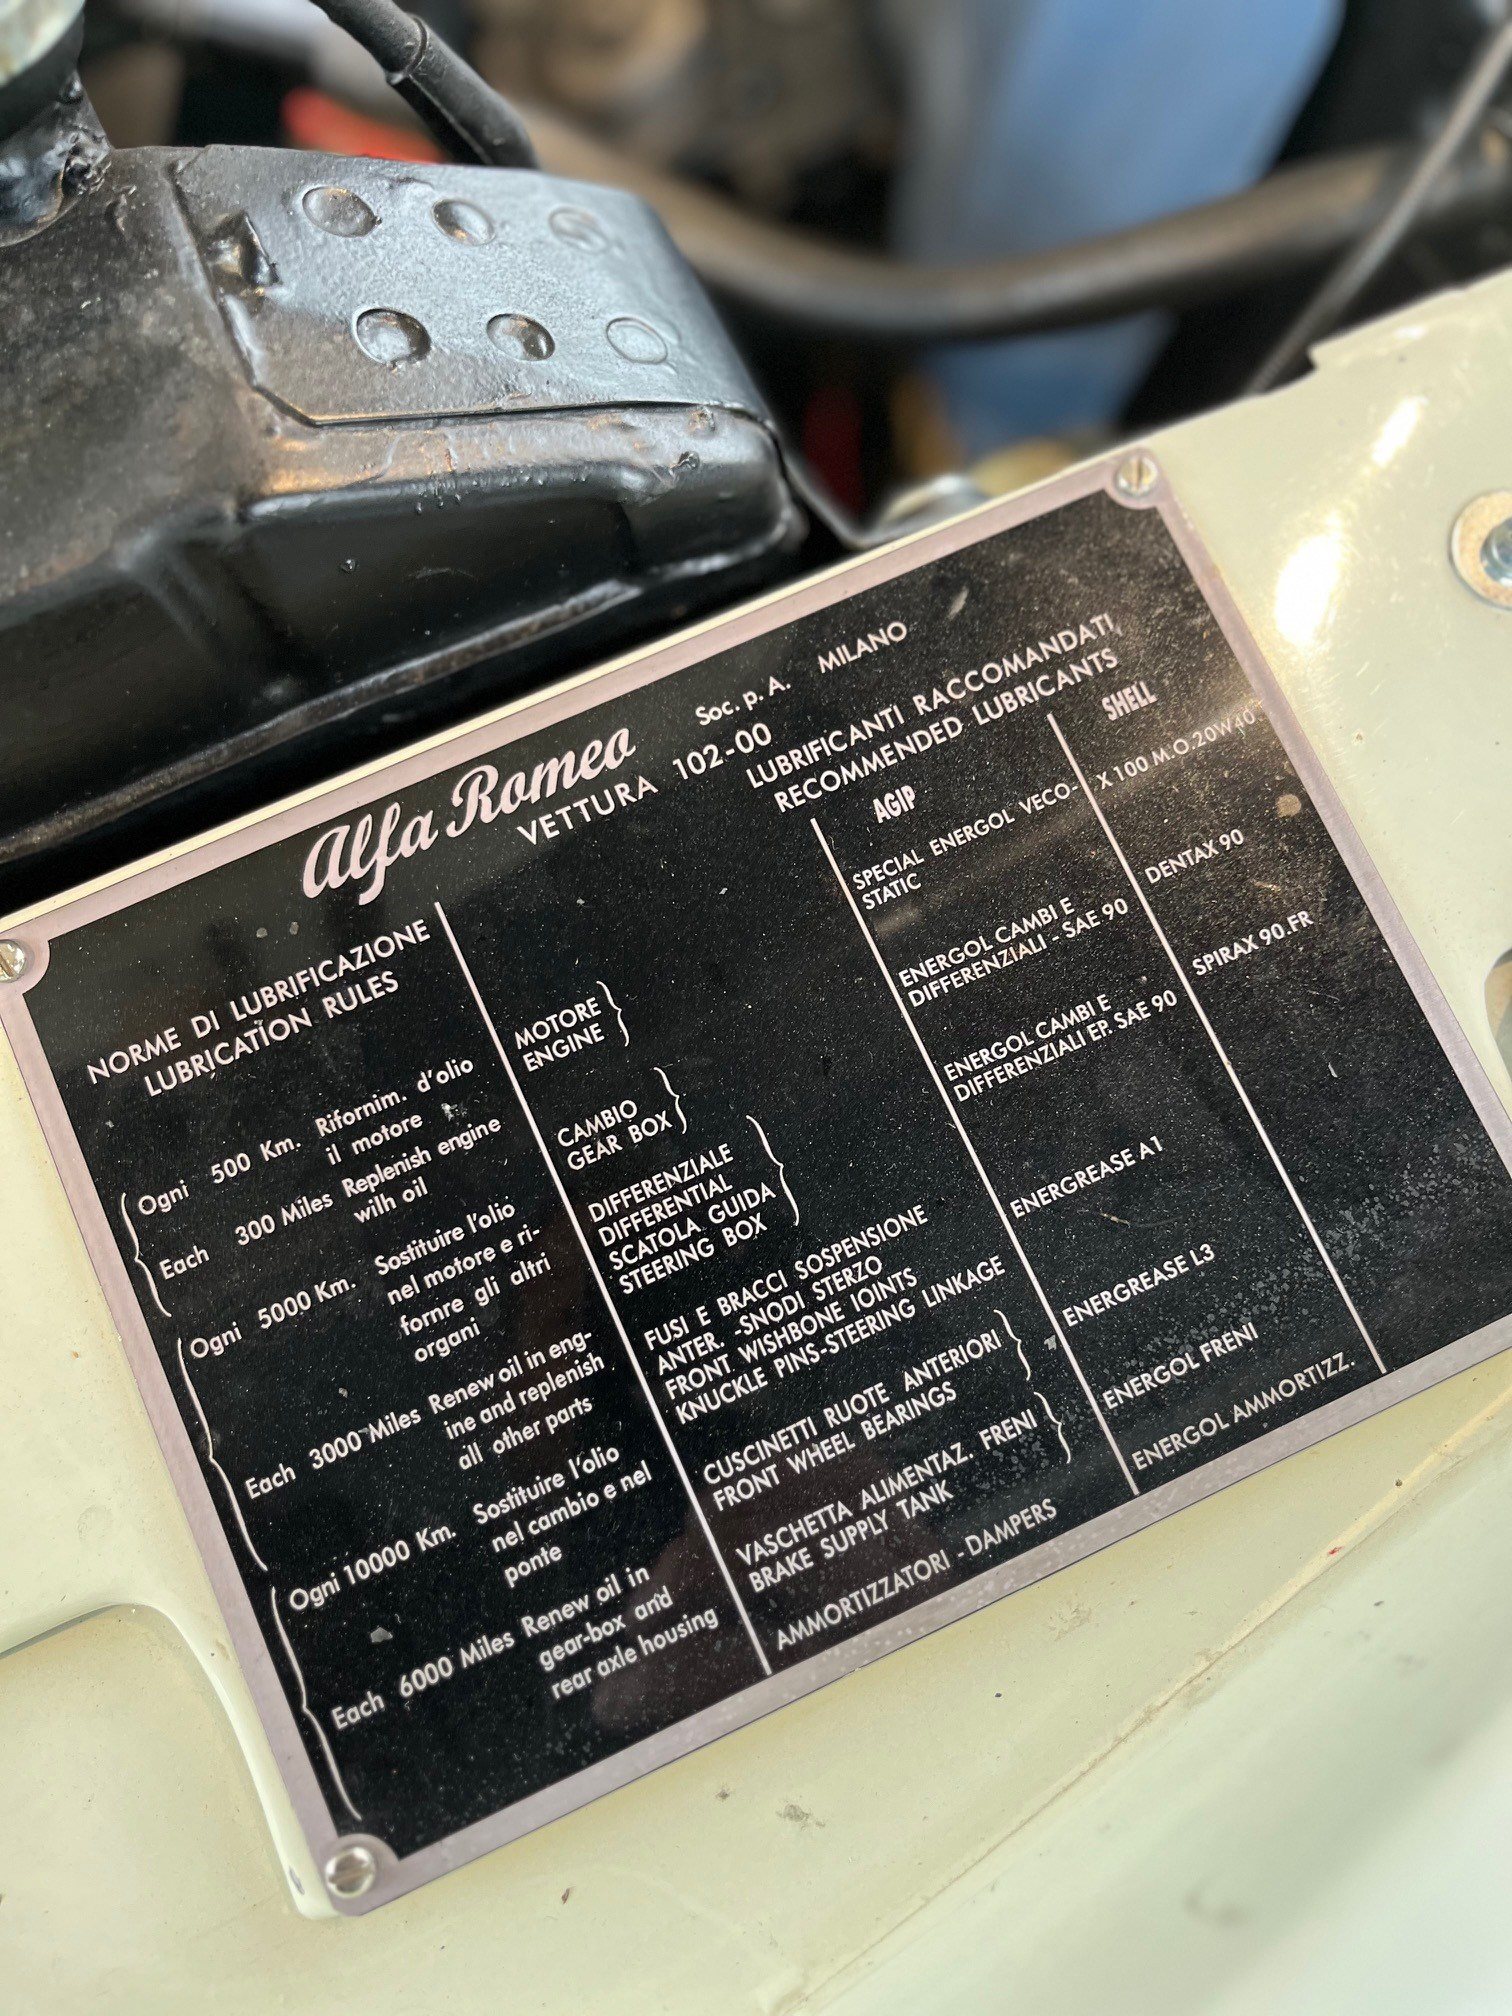 Alfa Romeo Soc. p. A. MILANO
VETTURA 102-00
NORME DI LUBRIFICAZIONE
LUBRICATION RULES
Ogni 500 Km. Rifornim. d'olio
il motore
Each 300 Miles Replenish engine
wilh oil
Ogni 5000 Km. Sostituire l'olio
nel motore e ri-
fornre gli altri
organi
Each 3000 Miles Renew oil in eng-
ine and replenish
all other parts
Ogni 10000 Km. Sostituire l'olio
nel cambio e nel
ponte
Each 6000 Miles Renew oil in
gear-box and
rear axle housing
LUBRIFICANTI RACCOMANDATI
RECOMMENDED LUBRICANTS
AGIP
SHELL
MOTORE
ENGINE
SPECIAL ENERGOL VECO-
STATIC
X 100 M.O. 20W40
CAMBIO
GEAR BOX
ENERGOL CAMBI E
DIFFERENZIALI - SAE 90
DENTAX 90
DIFFERENZIALE
DIFFERENTIAL
SCATOLA GUIDA
STEERING BOX
ENERGOL CAMBI E
DIFFERENZIALI EP. SAE 90
SPIRAX 90 FR
FUSI E BRACCI SOSPENSIONE
ANTER. -SNODI STERZO
FRONT WISHBONE IOINTS
KNUCKLE PINS-STEERING LINKAGE
ENERGREASE A1
CUSCINETTI RUOTE ANTERIORI
FRONT WHEEL BEARINGS
ENERGREASE L3
VASCHETTA ALIMENTAZ. FRENI
BRAKE SUPPLY TANK
ENERGOL FRENI
AMMORTIZZATORI - DAMPERS
ENERGOL AMMORTIZZ.